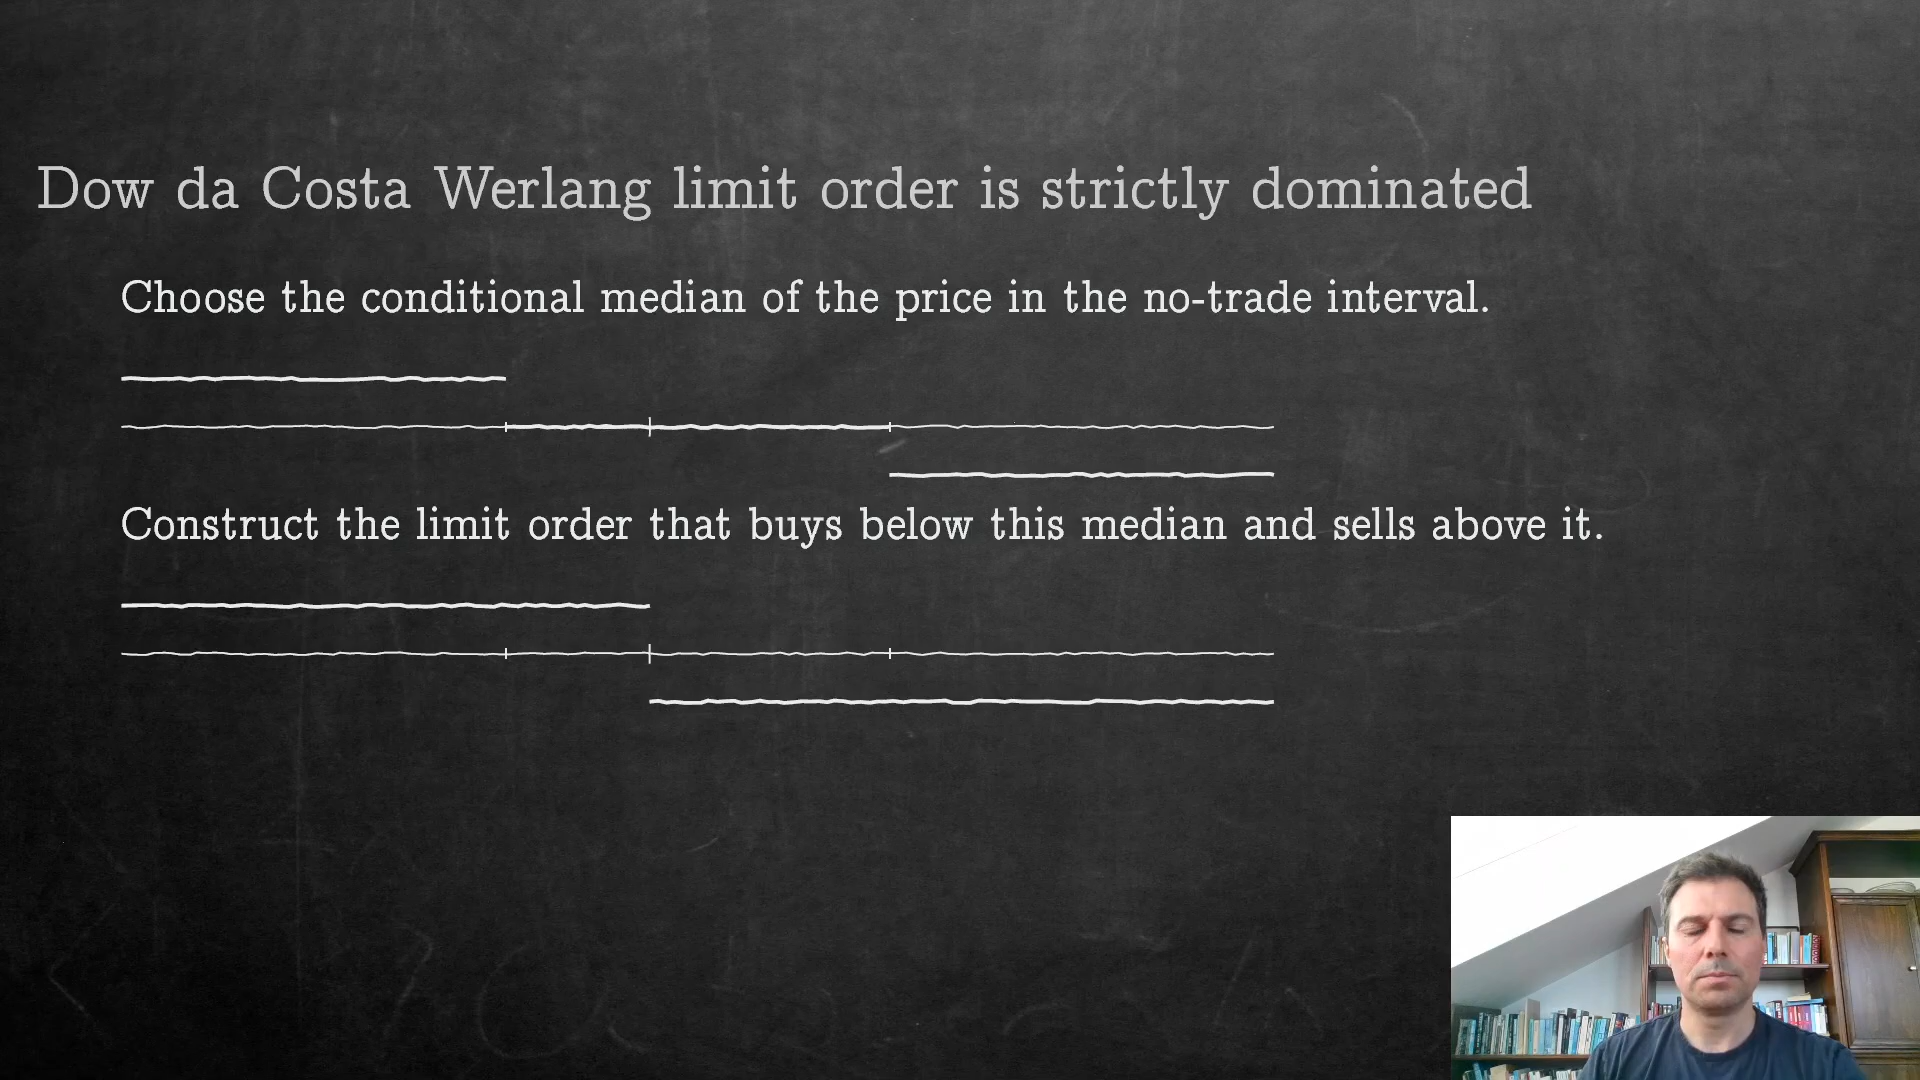 Dow da Costa Werlang limit order is strictly dominated
Choose the conditional median of the price in the no-trade interval.
Construct the limit order that buys below this median and sells above it.